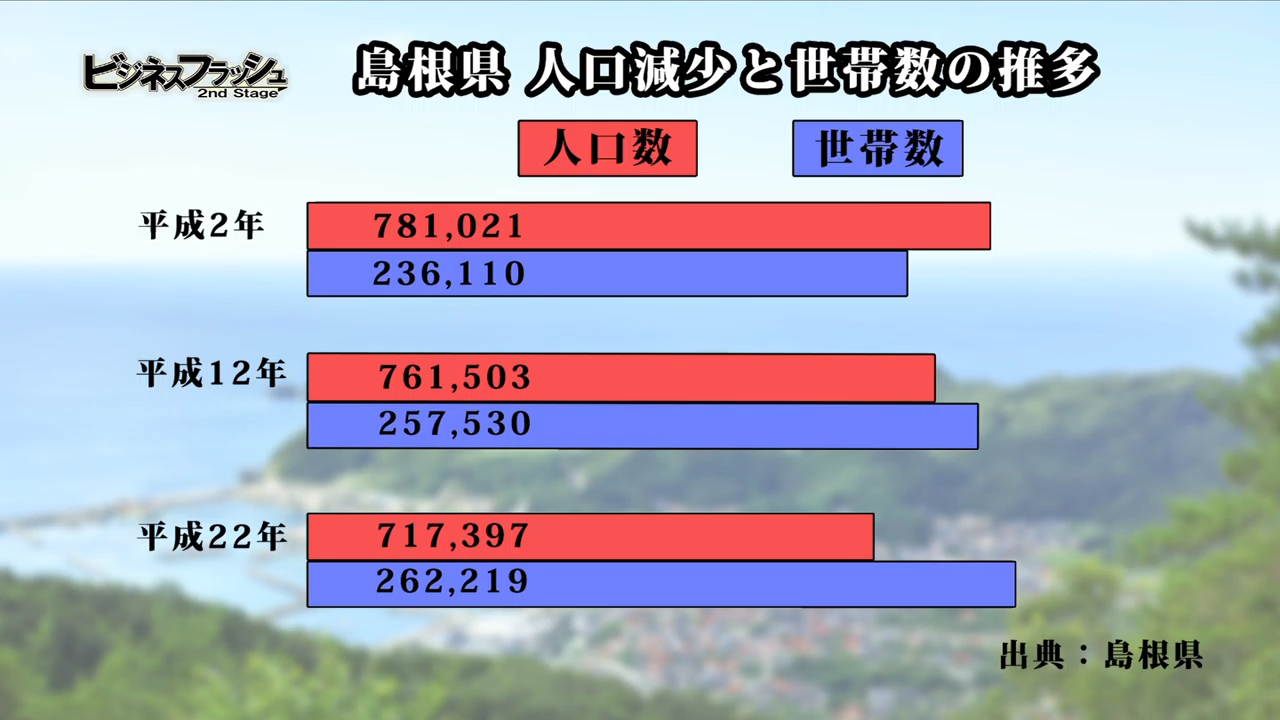 ビジネスフラッシュ
2nd Stage
島根県 人口減少と世帯数の推多
人口数
世帯数
平成2年
781,021
236,110
平成12年
761,503
257,530
平成22年
717,397
262,219
出典：島根県